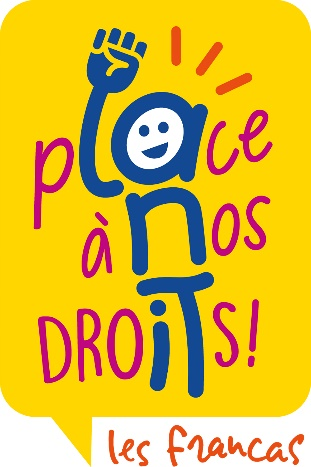 place
à nos
DROiTs!
les francas